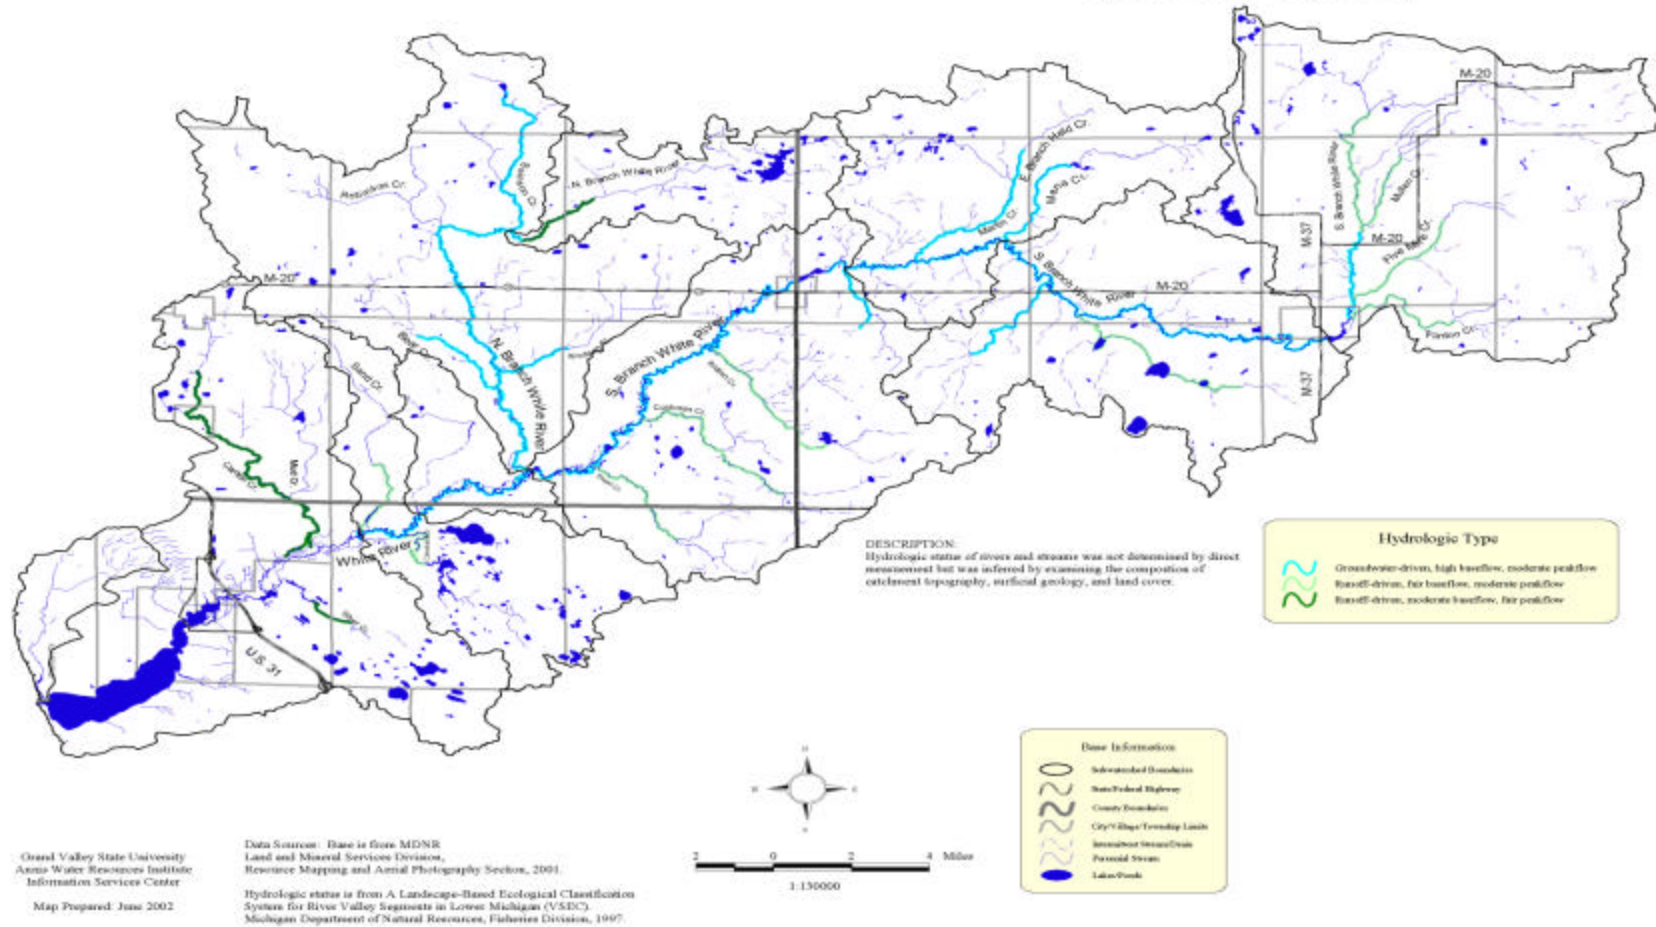 M-20
E. Branch Held Cr.
S. Branch White River
Mullen Cr.
N. Branch White River
Robinson Cr.
Martin Cr.
M-37
M-20
Five Mile Cr.
M-20
S. Branch White River
M-20
N. Branch White River
S. Branch White River
Sand Cr.
Cushman Cr.
M-37
Mud Cr.
White River
U.S. 31
DESCRIPTION:
Hydrologic status of rivers and streams was not determined by direct
measurement but was inferred by examining the compostion of
catchment topography, surficial geology, and land cover.
Hydrologic Type
Groundwater-driven, high baseflow, moderate peakflow
Runoff-driven, fair baseflow, moderate peakflow
Runoff-driven, moderate baseflow, fair peakflow
Base Information
Subwatershed Boundaries
State/Federal Highway
County Boundaries
City/Village/Township Limits
Intermittent Stream/Drain
Perennial Stream
Lakes/Ponds
2 0 2 4 Miles
1:130000
Grand Valley State University
Annis Water Resources Institute
Information Services Center
Map Prepared: June 2002
Data Sources: Base is from MDNR
Land and Mineral Services Division,
Resource Mapping and Aerial Photography Section, 2001.
Hydrologic status is from A Landscape-Based Ecological Classification
System for River Valley Segments in Lower Michigan (VSEC).
Michigan Department of Natural Resources, Fisheries Division, 1997.